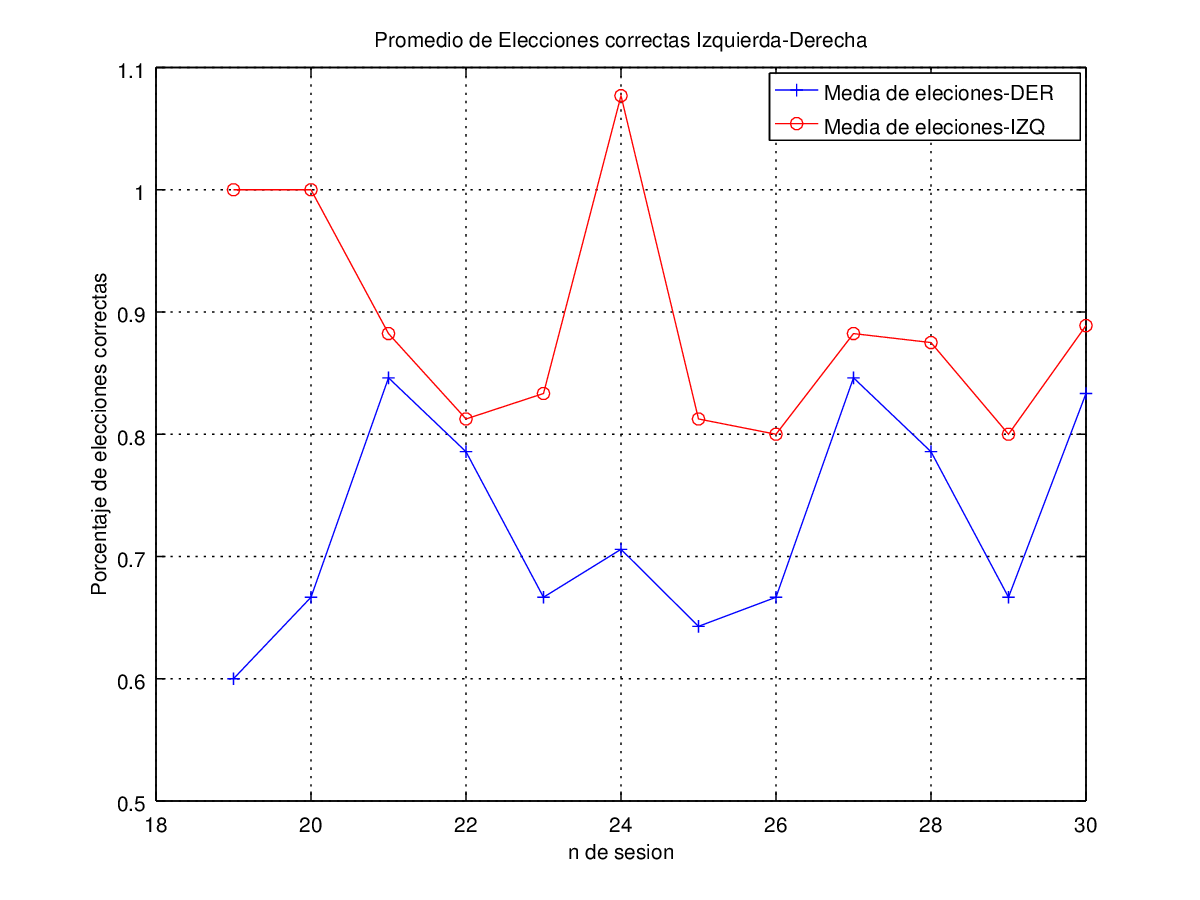 Promedio de Elecciones correctas Izquierda-Derecha
Media de eleciones-DER
Media de eleciones-IZQ
Porcentaje de elecciones correctas
1.1
1
0.9
0.8
0.7
0.6
0.5
18 20 22 24 26 28 30
n de sesion